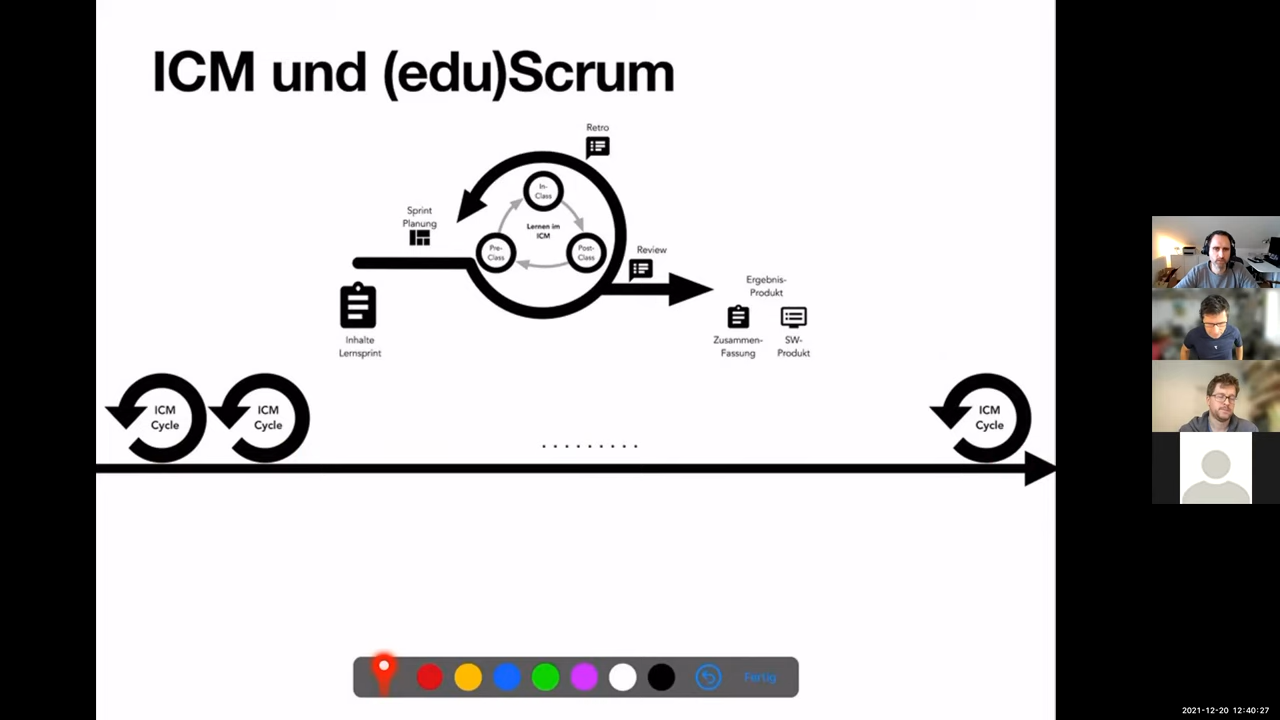 ICM und (edu)Scrum
Retro
In-
Class
Sprint
Planung
Lernen im
ICM
Pre-
Class
Post-
Class
Review
Ergebnis-
Produkt
Inhalte
Lernsprint
Zusammen-
Fassung
SW-
Produkt
ICM
Cycle
ICM
Cycle
.........
ICM
Cycle
Fertig
2021-12-20 12:40:27